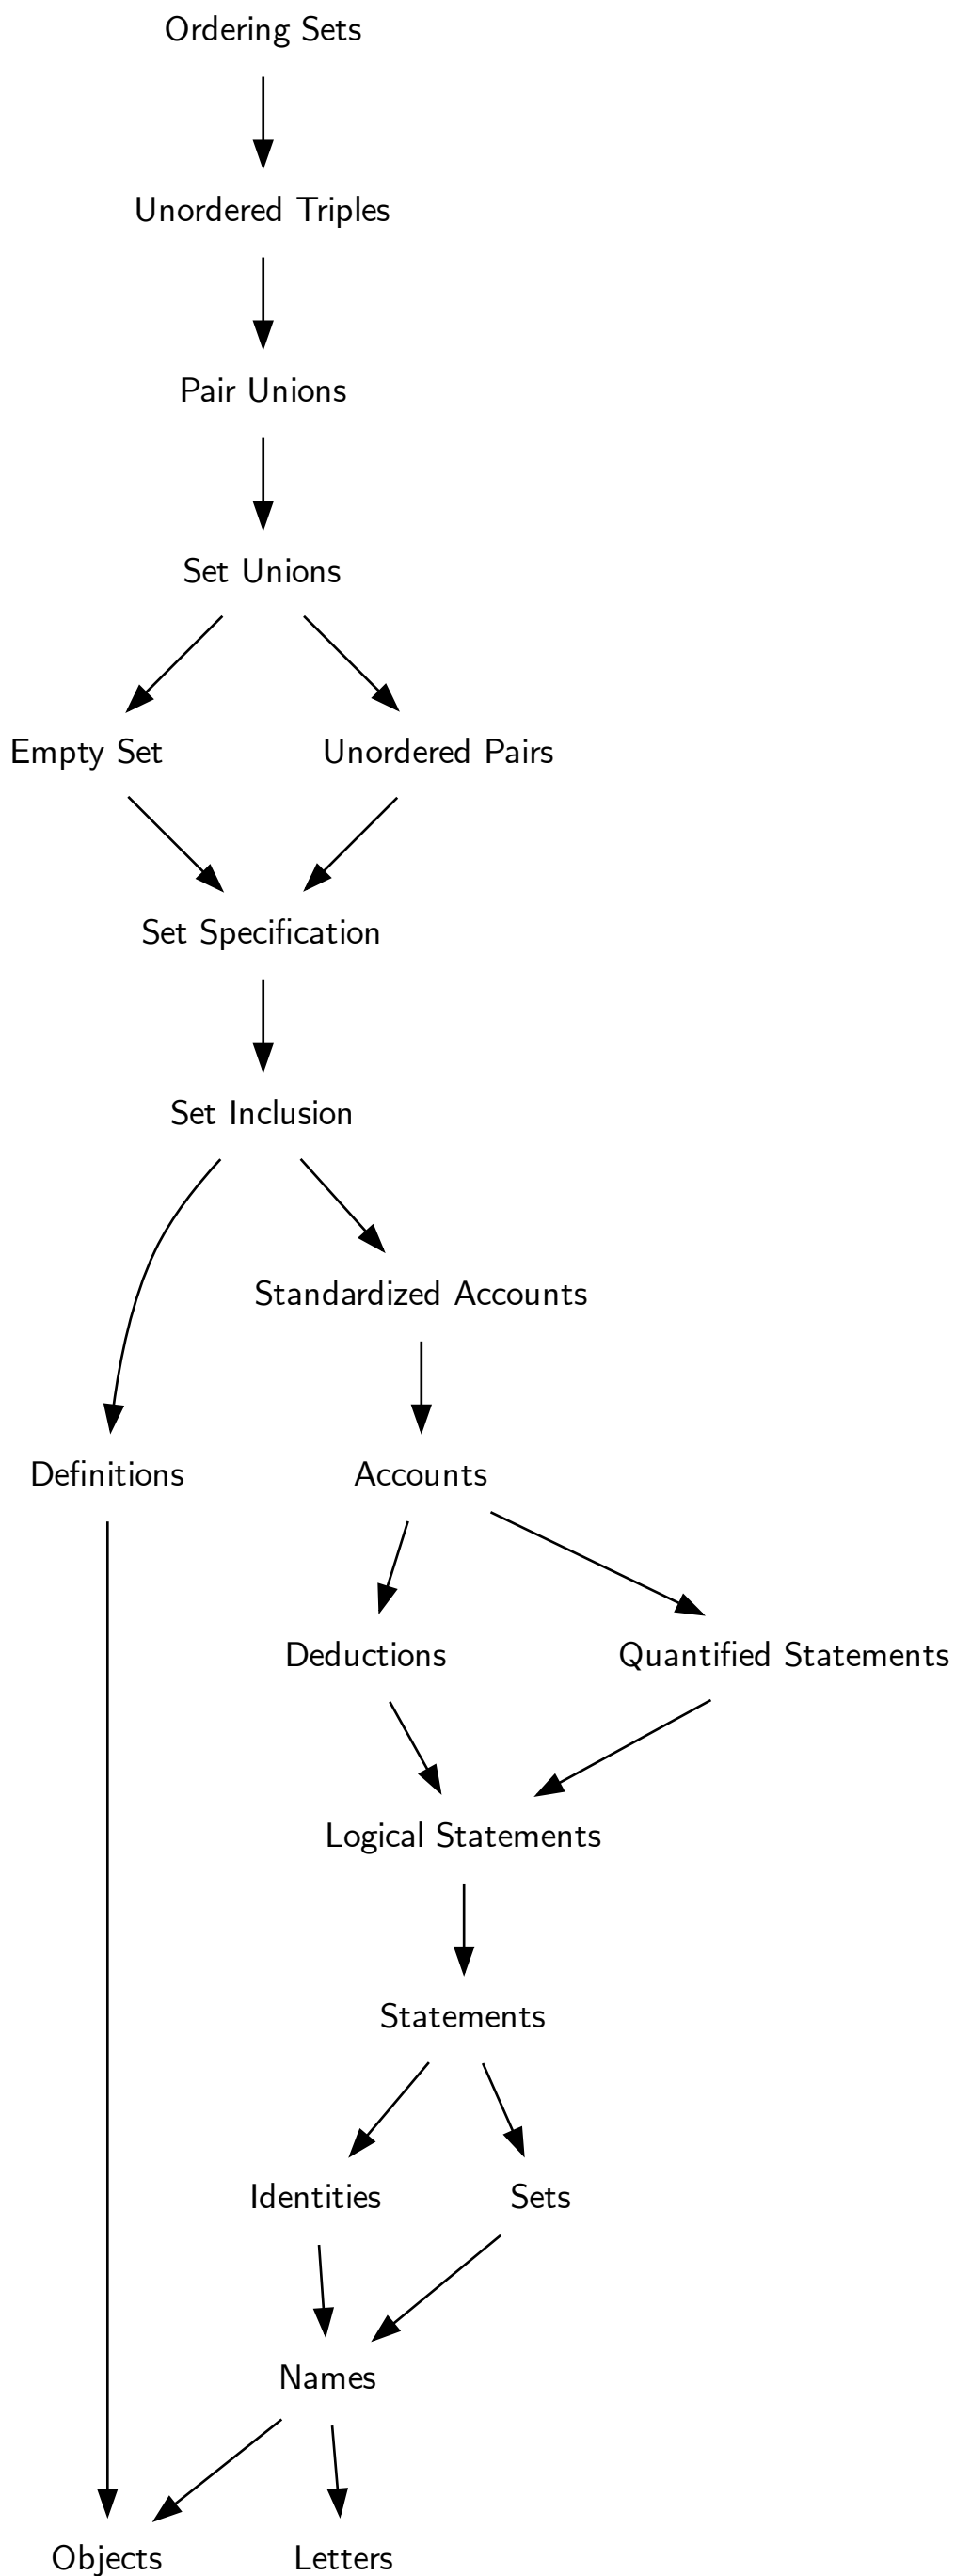 Ordering Sets
Unordered Triples
Pair Unions
Set Unions
Empty Set
Unordered Pairs
Set Specification
Set Inclusion
Standardized Accounts
Definitions
Accounts
Deductions
Quantified Statements
Logical Statements
Statements
Identities
Sets
Names
Objects
Letters